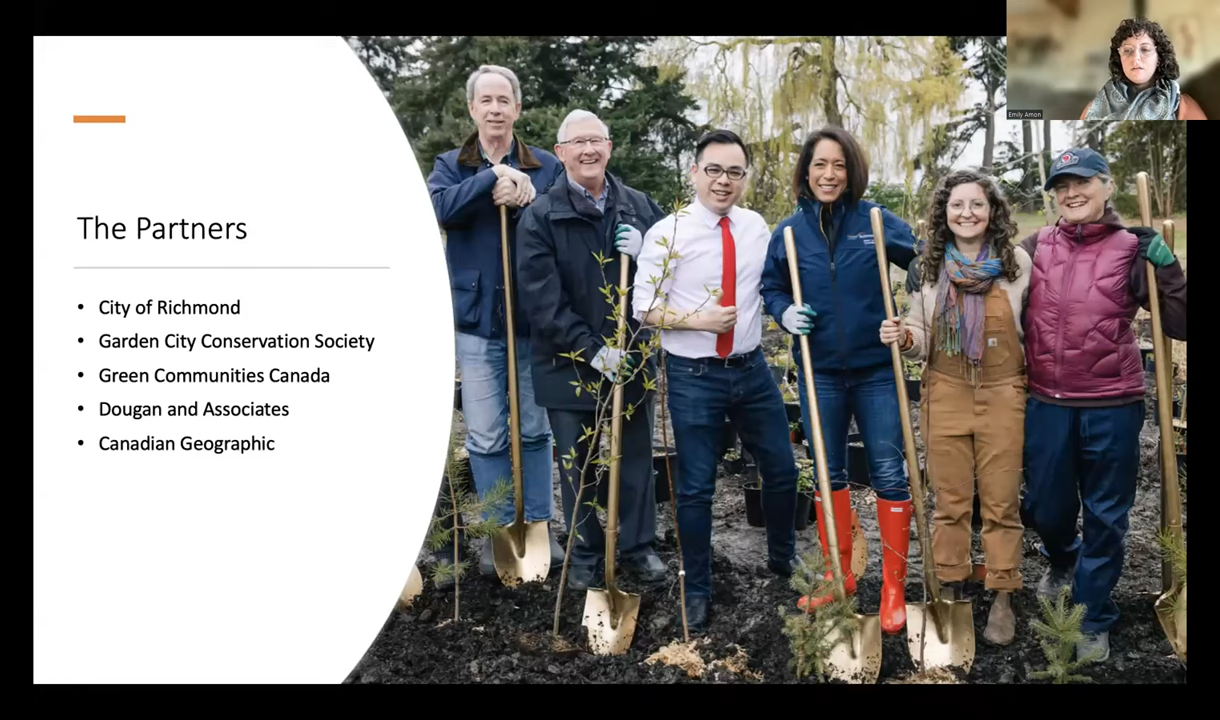 Emily Amon
The Partners
• City of Richmond
• Garden City Conservation Society
• Green Communities Canada
• Dougan and Associates
• Canadian Geographic